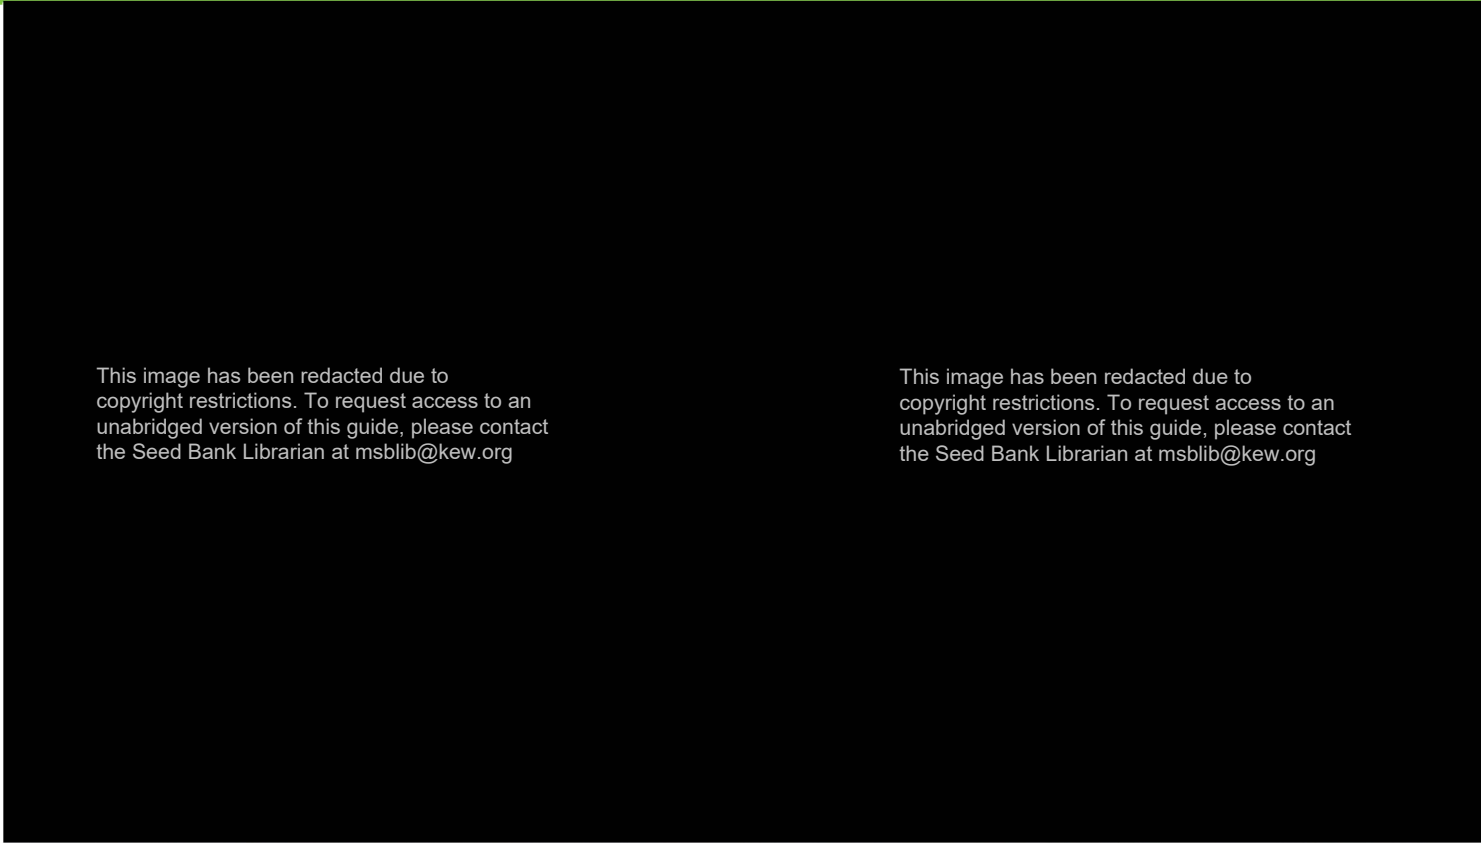 This image has been redacted due to
copyright restrictions. To request access to an
unabridged version of this guide, please contact
the Seed Bank Librarian at msblib@kew.org
This image has been redacted due to
copyright restrictions. To request access to an
unabridged version of this guide, please contact
the Seed Bank Librarian at msblib@kew.org